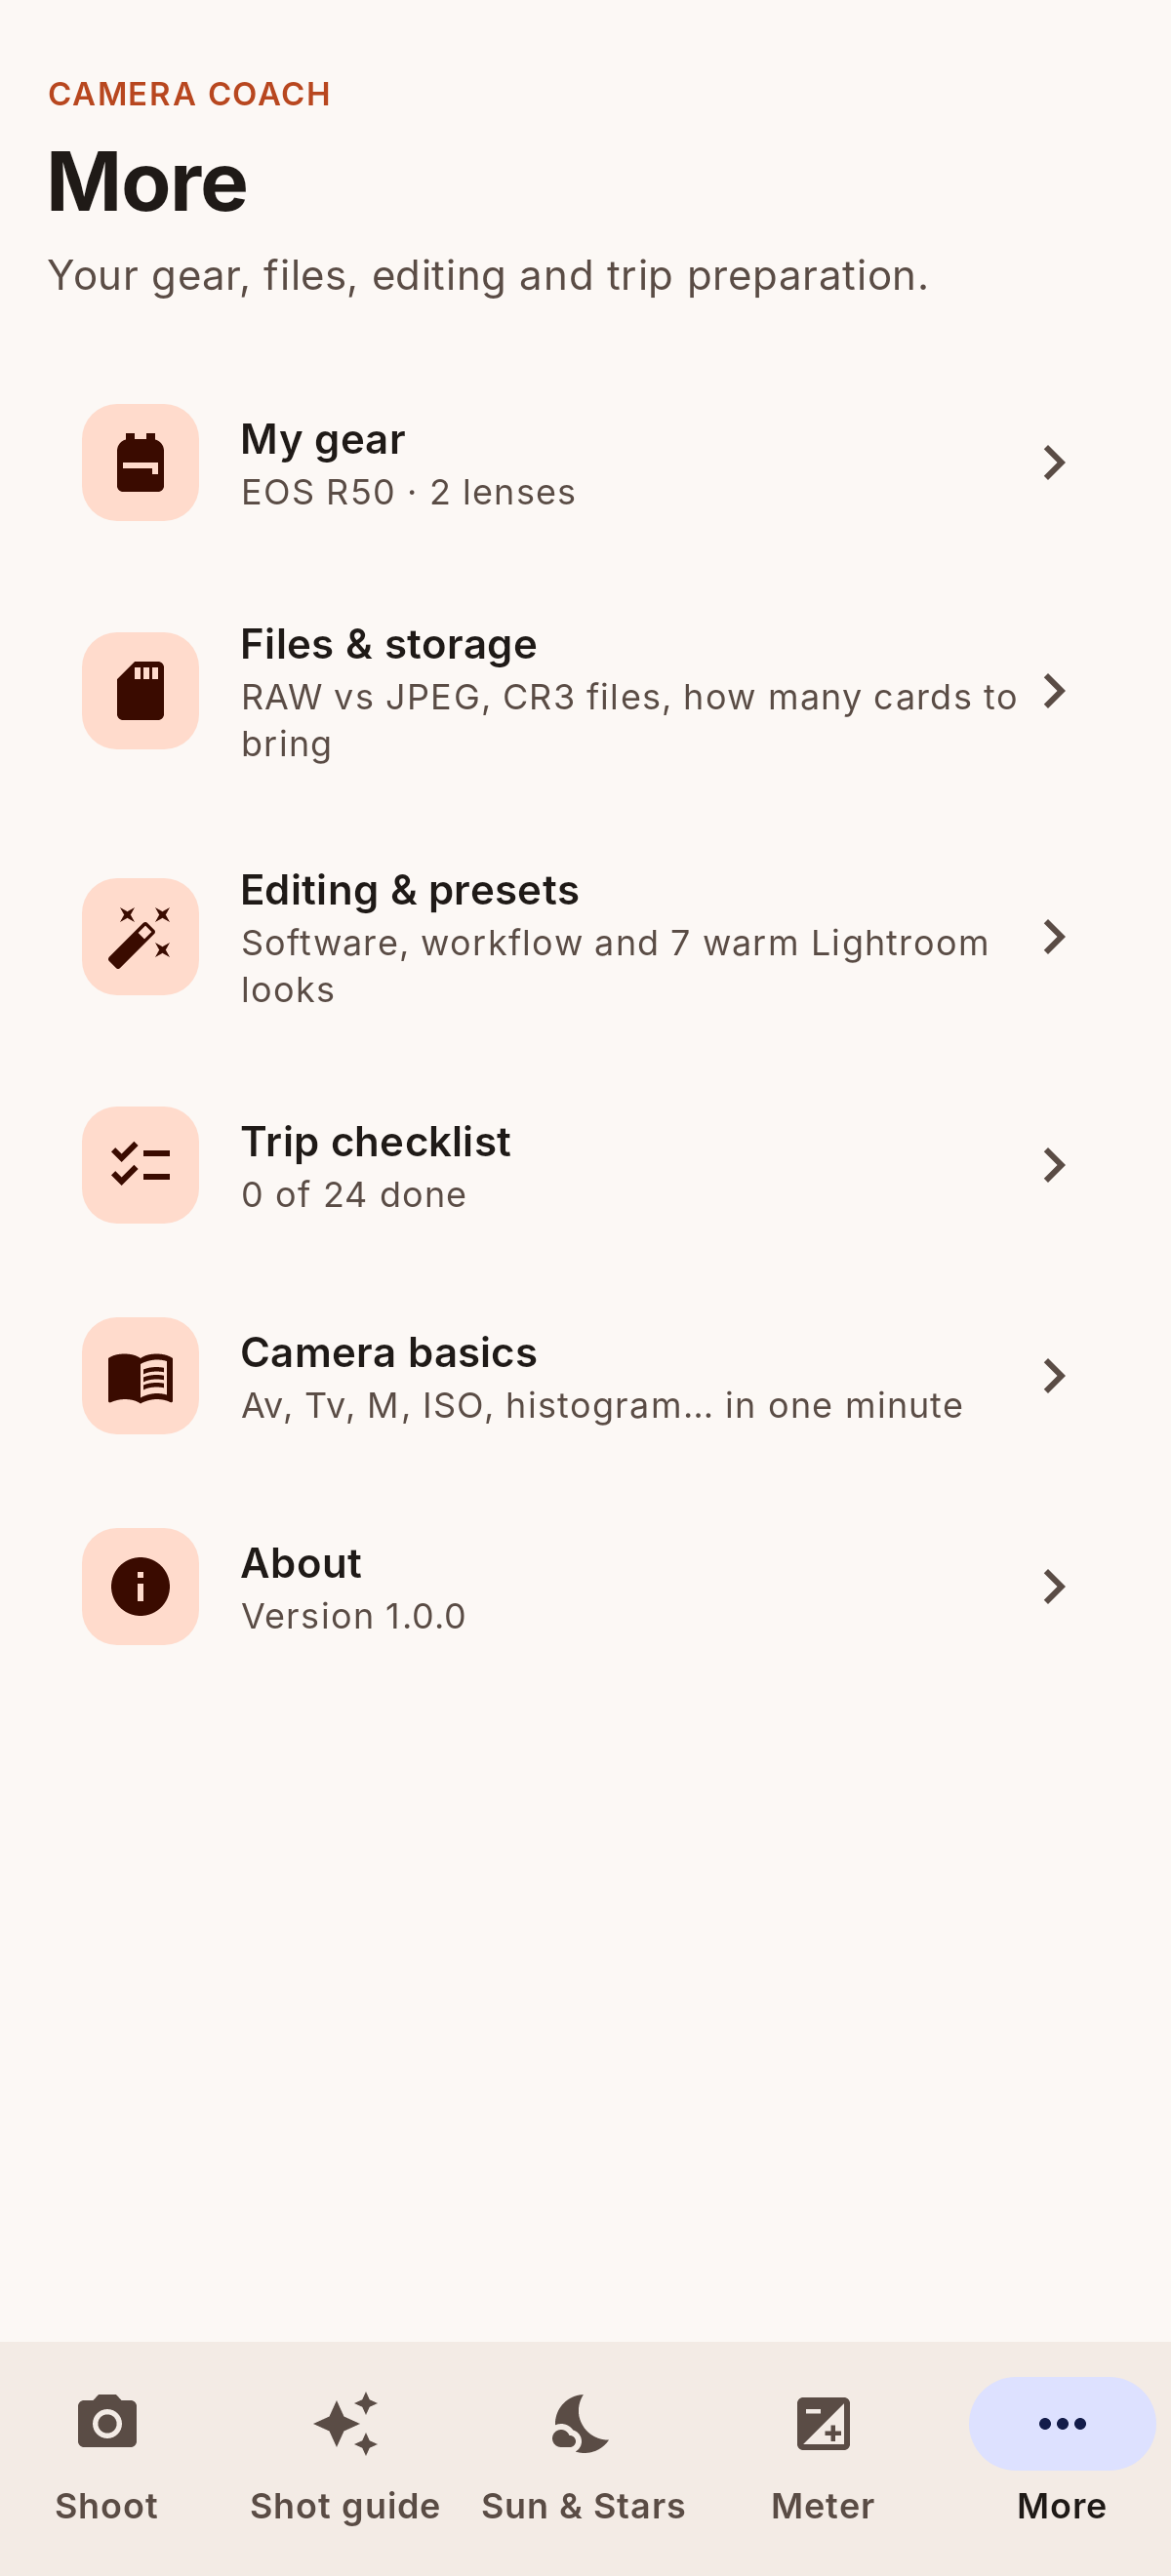 CAMERA COACH
More
Your gear, files, editing and trip preparation.
My gear
EOS R50 · 2 lenses
Files & storage
RAW vs JPEG, CR3 files, how many cards to
bring
Editing & presets
Software, workflow and 7 warm Lightroom
looks
Trip checklist
0 of 24 done
Camera basics
Av, Tv, M, ISO, histogram… in one minute
About
Version 1.0.0
Shoot
Shot guide
Sun & Stars
Meter
More